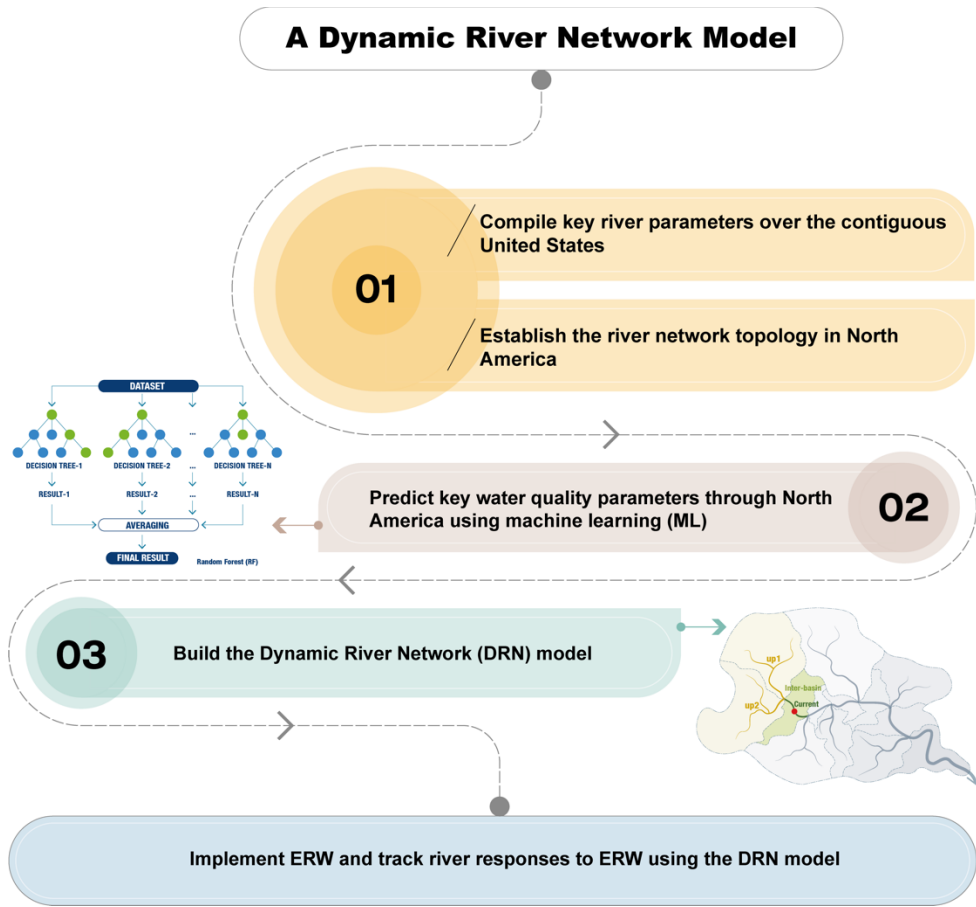 A Dynamic River Network Model
01
Compile key river parameters over the contiguous
United States
Establish the river network topology in North
America
DATASET
...
DECISION TREE-1 DECISION TREE-2 ... DECISION TREE-N
RESULT-1 RESULT-2 ... RESULT-N
AVERAGING
FINAL RESULT
Random Forest (RF)
Predict key water quality parameters through North
America using machine learning (ML)
02
03
Build the Dynamic River Network (DRN) model
up1
Inter-basin
up2
Current
Implement ERW and track river responses to ERW using the DRN model